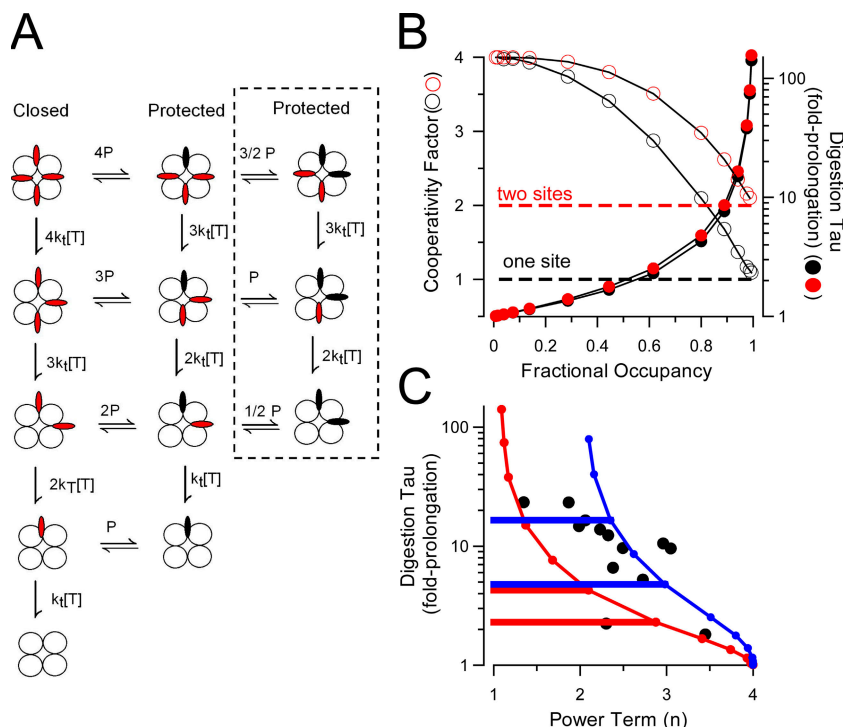 A
Closed
Protected
Protected
4P
3/2 P
4kt[T]
3kt[T]
3kt[T]
3P
P
3kt[T]
2kt[T]
2kt[T]
2P
1/2 P
2kT[T]
kt[T]
P
kt[T]
B
Cooperativity Factor ( )
4
3
2
1
two sites
one site
0
0.2
0.4
0.6
0.8
1
Fractional Occupancy
100
10
1
Digestion Tau
(fold-prolongation) ( )
C
Digestion Tau
(fold-prolongation)
100
10
1
1
2
3
4
Power Term (n)